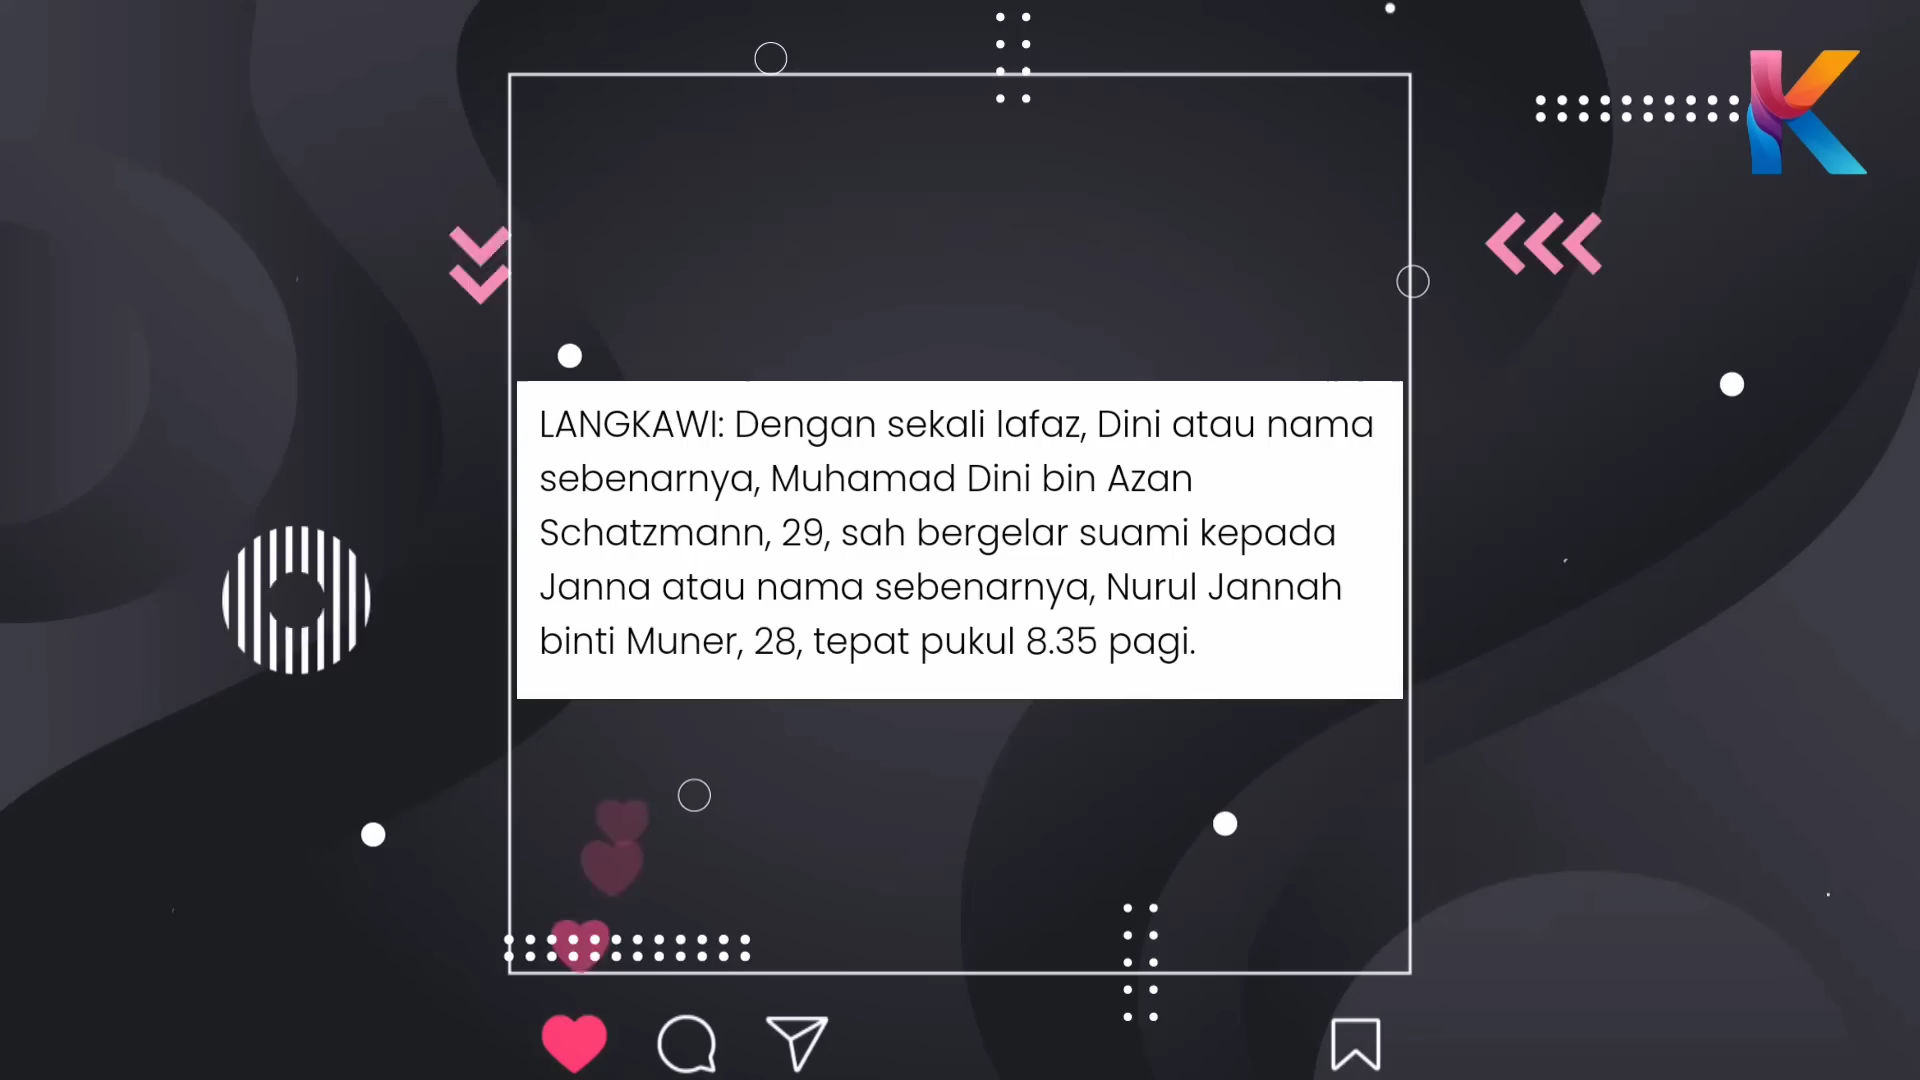 K
LANGKAWI: Dengan sekali lafaz, Dini atau nama
sebenarnya, Muhamad Dini bin Azan
Schatzmann, 29, sah bergelar suami kepada
Janna atau nama sebenarnya, Nurul Jannah
binti Muner, 28, tepat pukul 8.35 pagi.